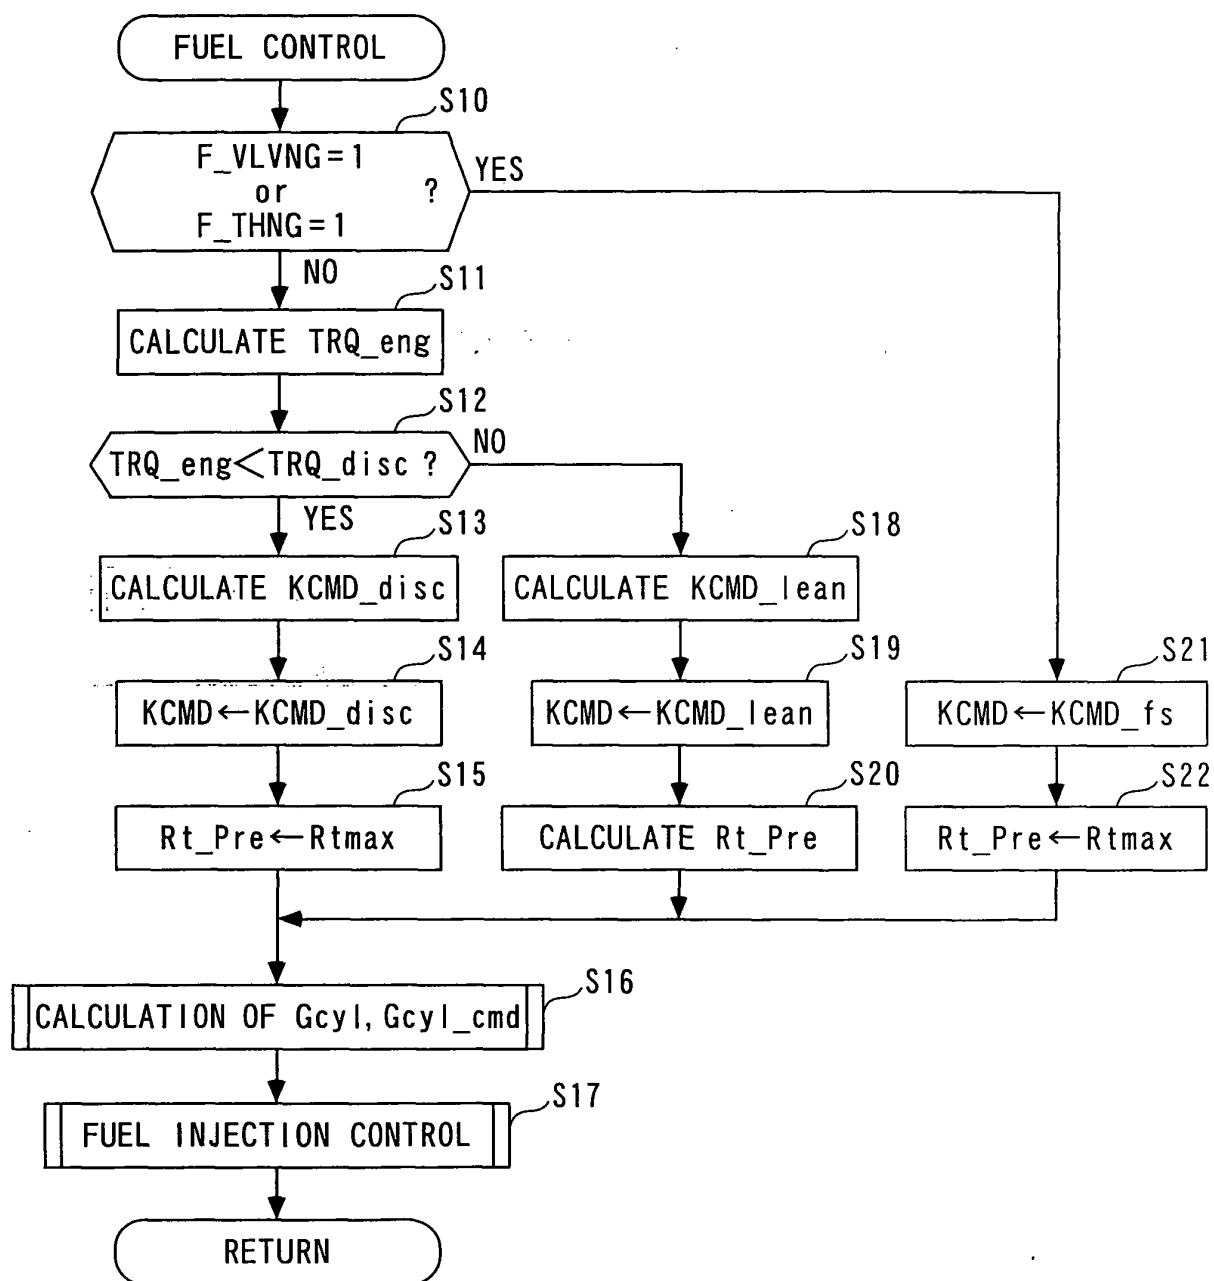 FUEL CONTROL
S10
F_VLVNG=1
or ?
F_THNG=1
YES
NO
S11
CALCULATE TRQ_eng
S12
TRQ_eng<TRQ_disc ?
NO
YES
S13
CALCULATE KCMD_disc
S18
CALCULATE KCMD_lean
S14
KCMD←KCMD_disc
S19
KCMD←KCMD_lean
S21
KCMD←KCMD_fs
S15
Rt_Pre←Rtmax
S20
CALCULATE Rt_Pre
S22
Rt_Pre←Rtmax
S16
CALCULATION OF Gcyl, Gcyl_cmd
S17
FUEL INJECTION CONTROL
RETURN